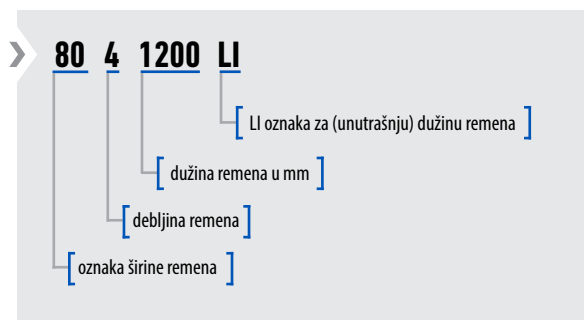 80 4 1200 LI
LI oznaka za (unutrašnju) dužinu remena
dužina remena u mm
debljina remena
oznaka širine remena